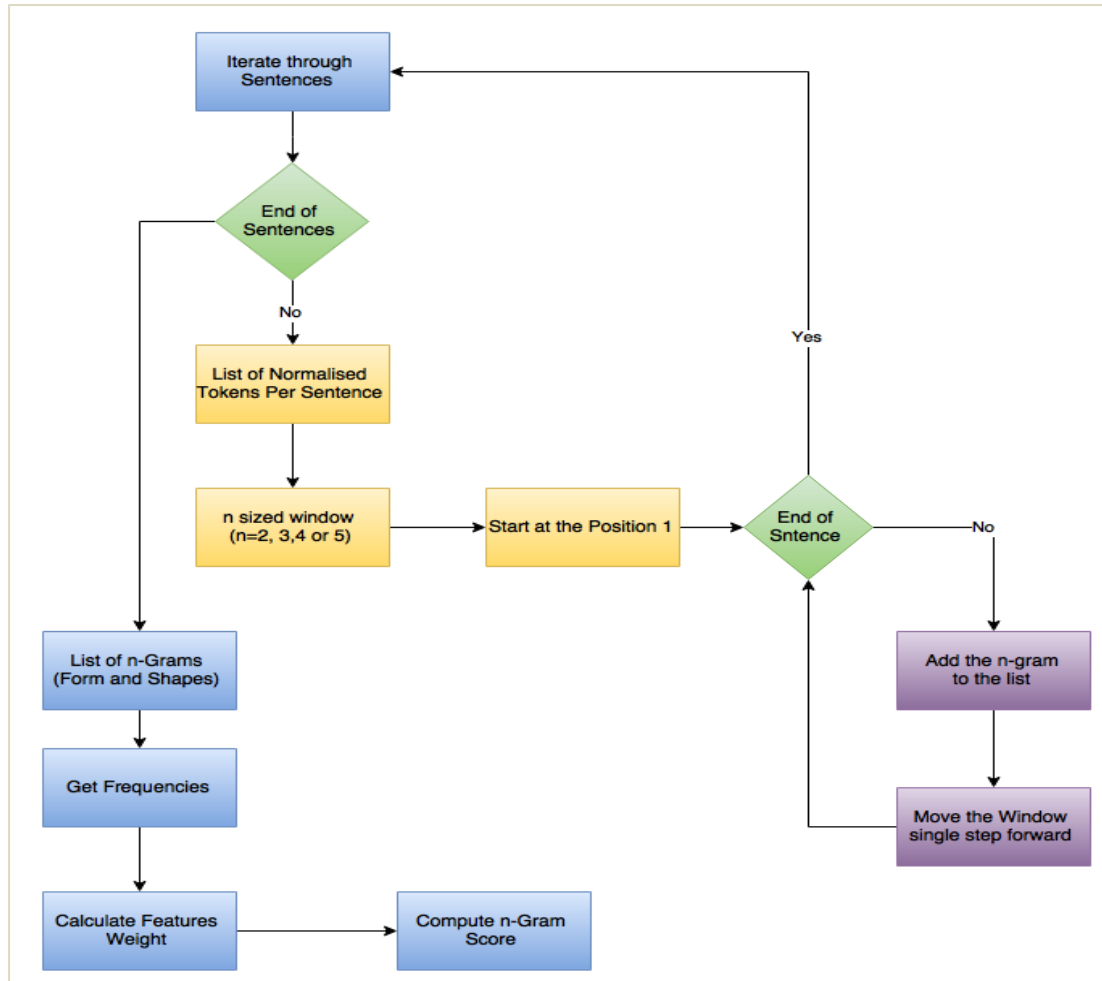 Iterate through
Sentences
End of
Sentences
No
List of Normalised
Tokens Per Sentence
n sized window
(n=2, 3,4 or 5)
Start at the Position 1
End of
Sntence
Yes
No
Add the n-gram
to the list
Move the Window
single step forward
List of n-Grams
(Form and Shapes)
Get Frequencies
Calculate Features
Weight
Compute n-Gram
Score